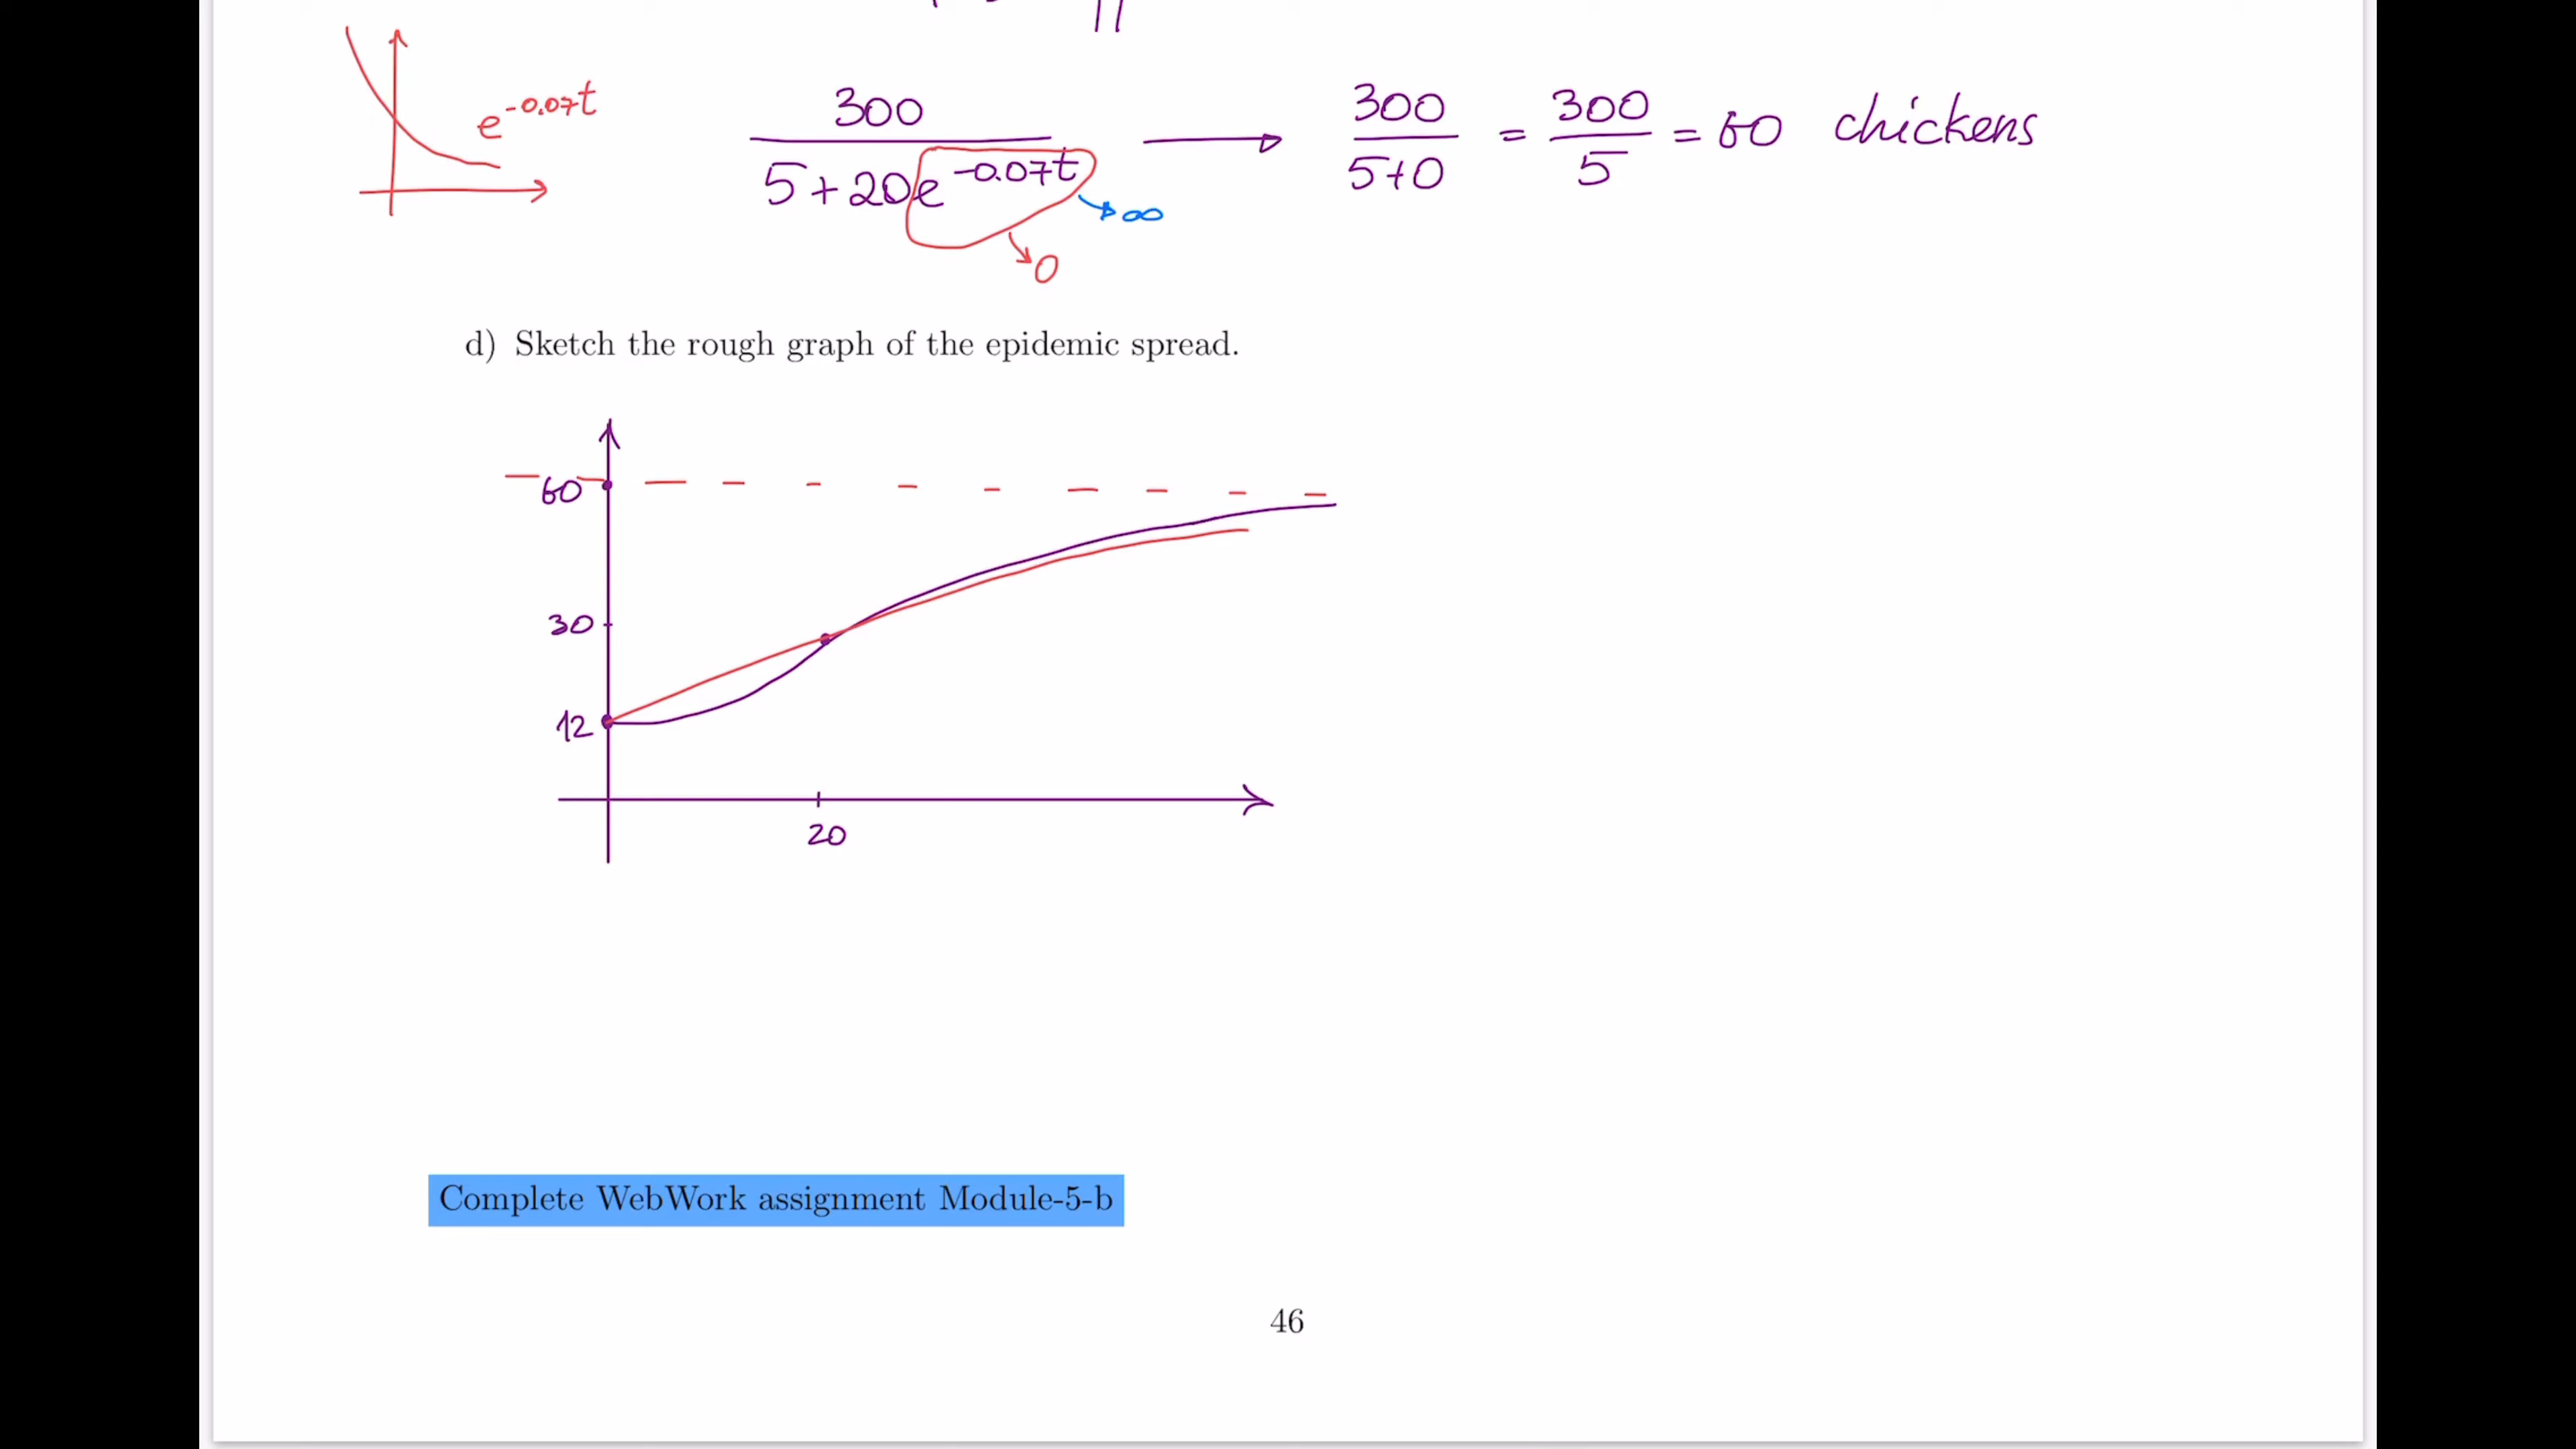 e^{-0.07t}
300 / (5+20e^{-0.07t}) → 300 / (5+0) = 300 / 5 = 60 chickens
→ ∞
→ 0
d) Sketch the rough graph of the epidemic spread.
60
30
12
20
Complete WebWork assignment Module-5-b
46